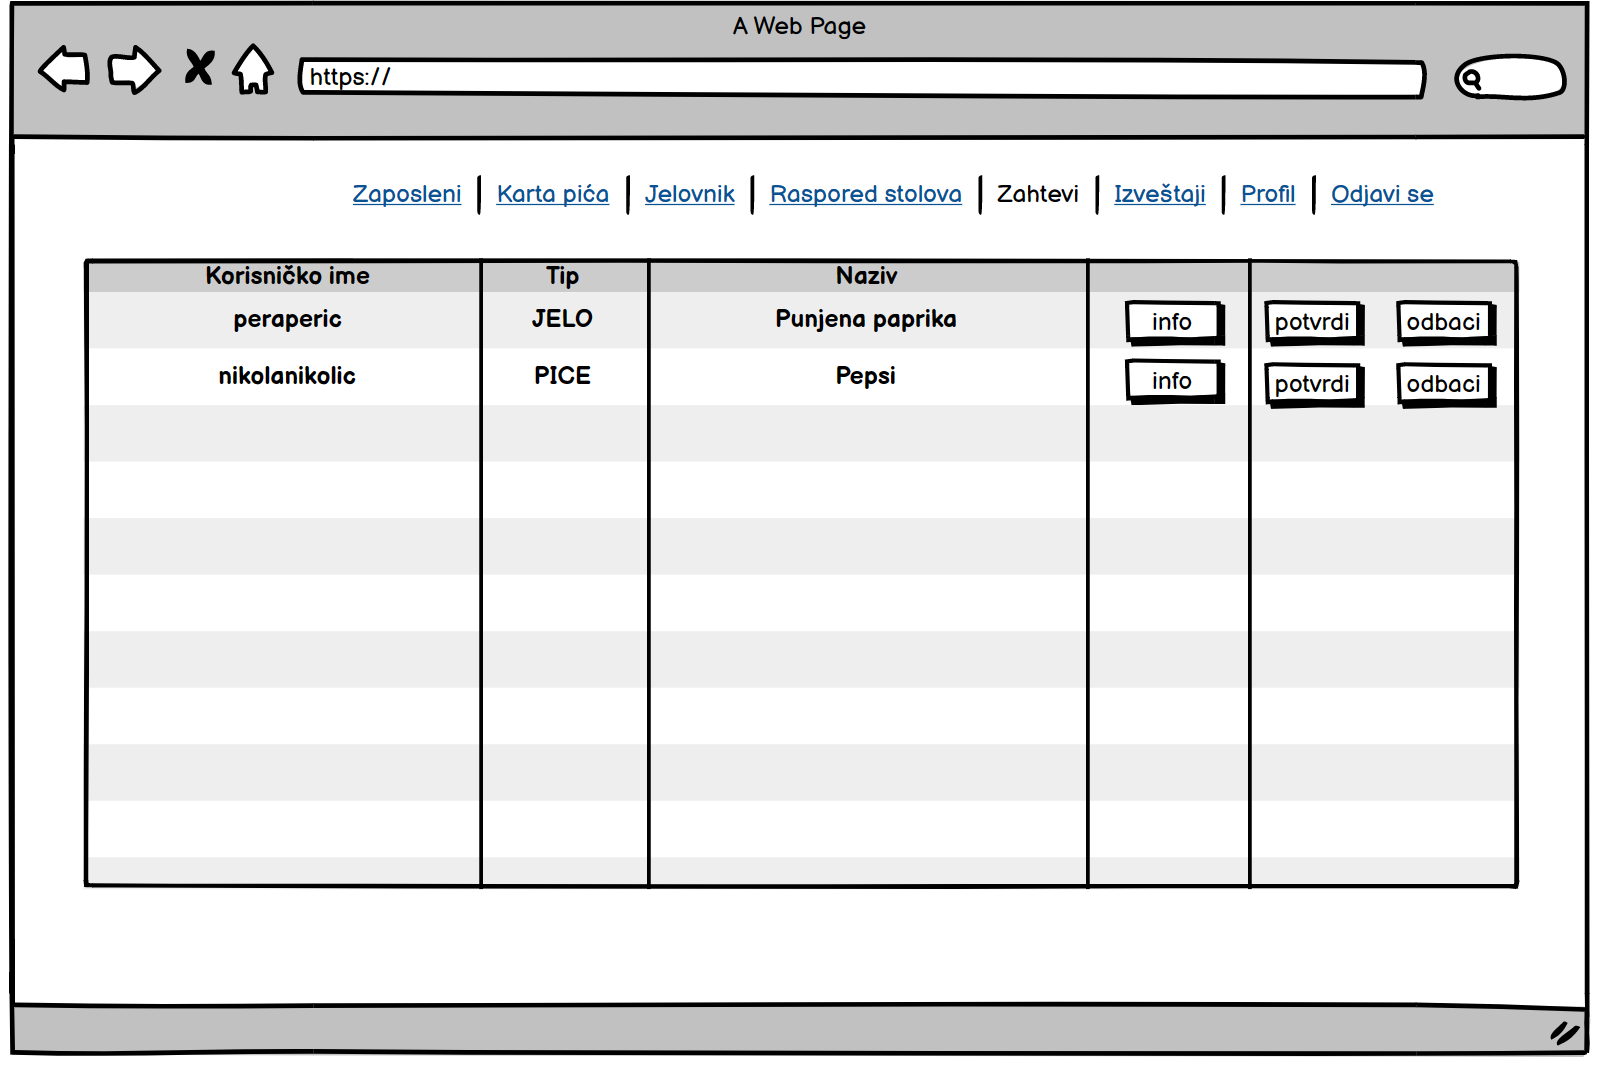 A Web Page
https://
Zaposleni Karta pića Jelovnik Raspored stolova Zahtevi Izveštaji Profil Odjavi se
Korisničko ime Tip Naziv
peraperic JELO Punjena paprika info potvrdi odbaci
nikolanikolic PICE Pepsi info potvrdi odbaci